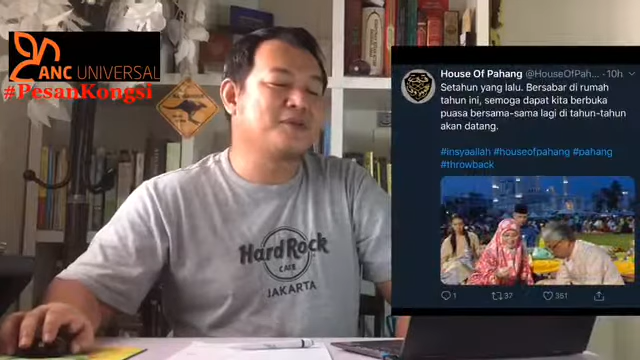 ANC UNIVERSAL
#PesanKongsi
Hard Rock
CAFE
JAKARTA
House Of Pahang @HouseOfPah... · 10h
Setahun yang lalu. Bersabar di rumah
tahun ini, semoga dapat kita berbuka
puasa bersama-sama lagi di tahun-tahun
akan datang.
#insyaallah #houseofpahang #pahang
#throwback
1 37 351